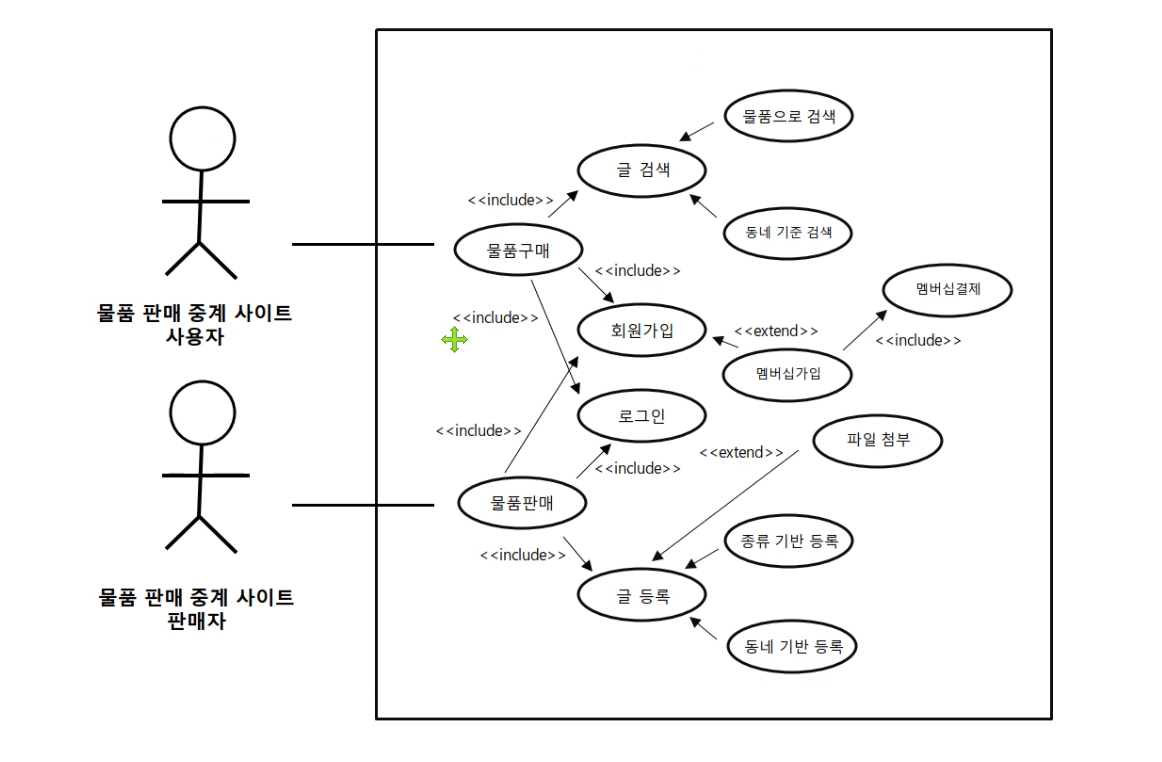 물품으로 검색
글 검색
<<include>>
동네 기준 검색
물품구매
<<include>>
멤버십결제
물품 판매 중계 사이트
사용자
<<include>>
회원가입
<<extend>>
<<include>>
멤버십가입
로그인
<<include>>
파일 첨부
<<extend>>
<<include>>
물품판매
종류 기반 등록
<<include>>
글 등록
물품 판매 중계 사이트
판매자
동네 기반 등록